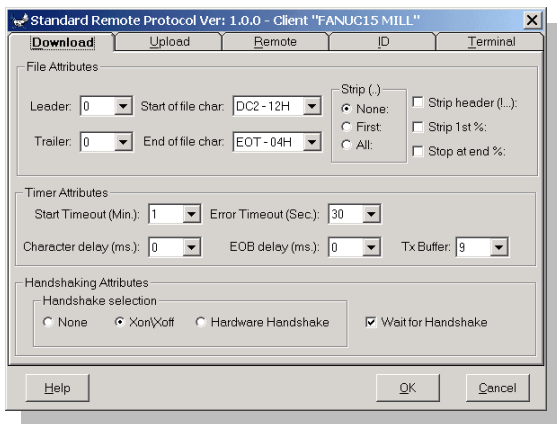 Standard Remote Protocol Ver: 1.0.0 - Client "FANUC15 MILL"
Download Upload Remote ID Terminal
File Attributes
Leader: 0 Start of file char: DC2 - 12H
Trailer: 0 End of file char: EOT - 04H
Strip (..)
None:
First:
All:
Strip header (!...):
Strip 1st %:
Stop at end %:
Timer Attributes
Start Timeout (Min.): 1 Error Timeout (Sec.): 30
Character delay (ms.): 0 EOB delay (ms.): 0 Tx Buffer: 9
Handshaking Attributes
Handshake selection
None Xon\Xoff Hardware Handshake Wait for Handshake
Help OK Cancel